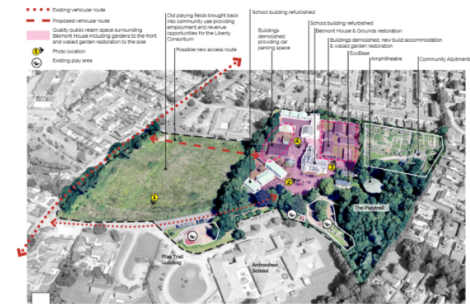 Existing vehicular route
Proposed vehicular route
Quality public realm space surrounding
Belmont House including gardens to the front
and walled garden restoration to the side
Photo location
Existing play area
Old playing fields brought back
into community use providing
employment and revenue
opportunities for the Liberty
Consortium
Possible new access route
School building refurbished
Buildings
demolished
providing car
parking space
School building refurbished
Belmont House & Grounds restoration
Buildings demolished, new build accommodation
& walled garden restoration
EcoBase
Amphitheatre
Community Allotments
1
2
3
4
The Playtrail
Play Trail
building
School